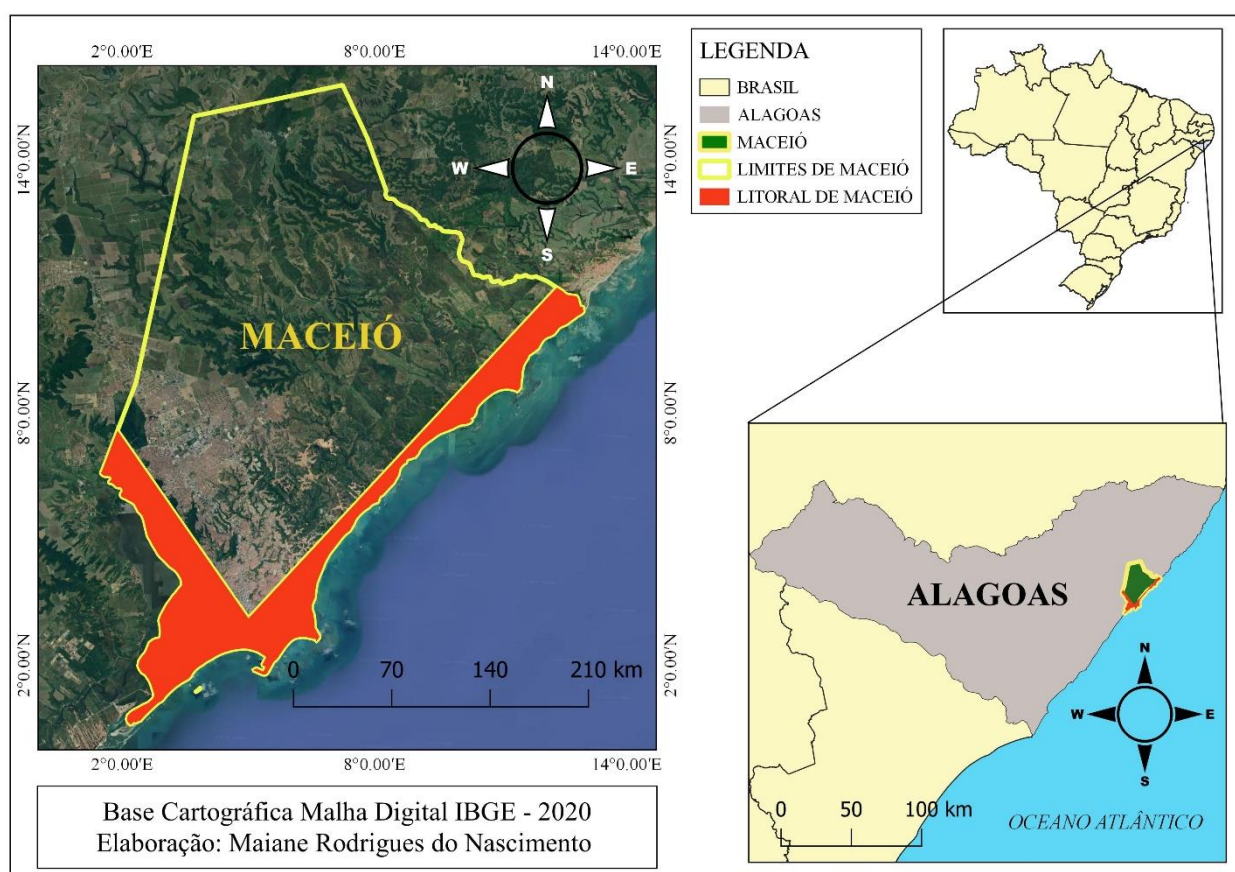 2°0.00'E 8°0.00'E 14°0.00'E
14°0.00'N
8°0.00'N
2°0.00'N
N
W E
S
MACEIÓ
0 70 140 210 km
14°0.00'N
8°0.00'N
2°0.00'N
2°0.00'E 8°0.00'E 14°0.00'E
Base Cartográfica Malha Digital IBGE - 2020
Elaboração: Maiane Rodrigues do Nascimento
LEGENDA
BRASIL
ALAGOAS
MACEIÓ
LIMITES DE MACEIÓ
LITORAL DE MACEIÓ
ALAGOAS
N
W E
S
0 50 100 km
OCEANO ATLÂNTICO